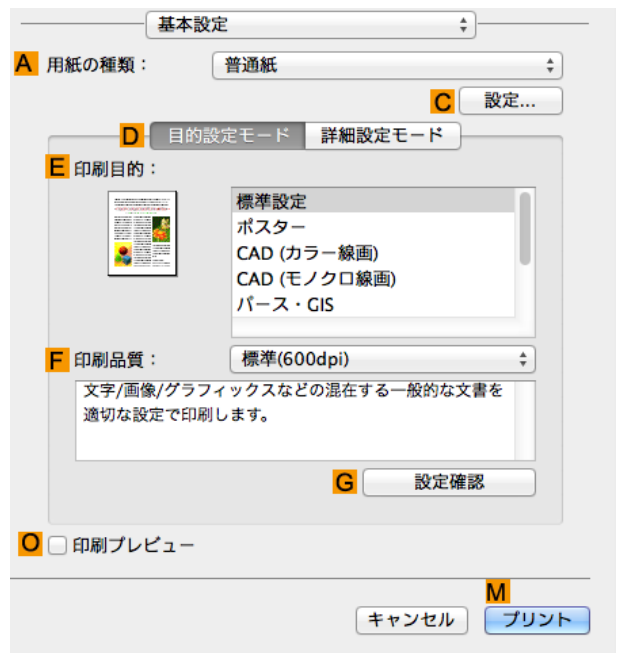 基本設定
A 用紙の種類： 普通紙
C 設定...
D 目的設定モード 詳細設定モード
E 印刷目的：
標準設定
ポスター
CAD (カラー線画)
CAD (モノクロ線画)
パース・GIS
F 印刷品質： 標準(600dpi)
文字/画像/グラフィックスなどの混在する一般的な文書を
適切な設定で印刷します。
G 設定確認
O 印刷プレビュー
M
キャンセル プリント